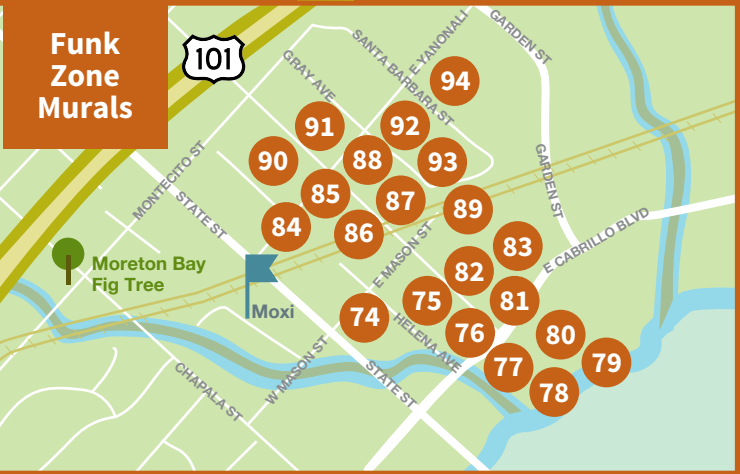 Funk
Zone
Murals
101
GARDEN ST
E YANONALI
SANTA BARBARA ST
GRAY AVE
94
91
92
90
88
93
MONTECITO ST
GARDEN ST
85
87
89
STATE ST
84
86
83
E CABRILLO BLVD
E MASON ST
Moreton Bay
Fig Tree
82
75
81
Moxi
74
HELENA AVE
76
80
W MASON ST
77
79
STATE ST
78
CHAPALA ST